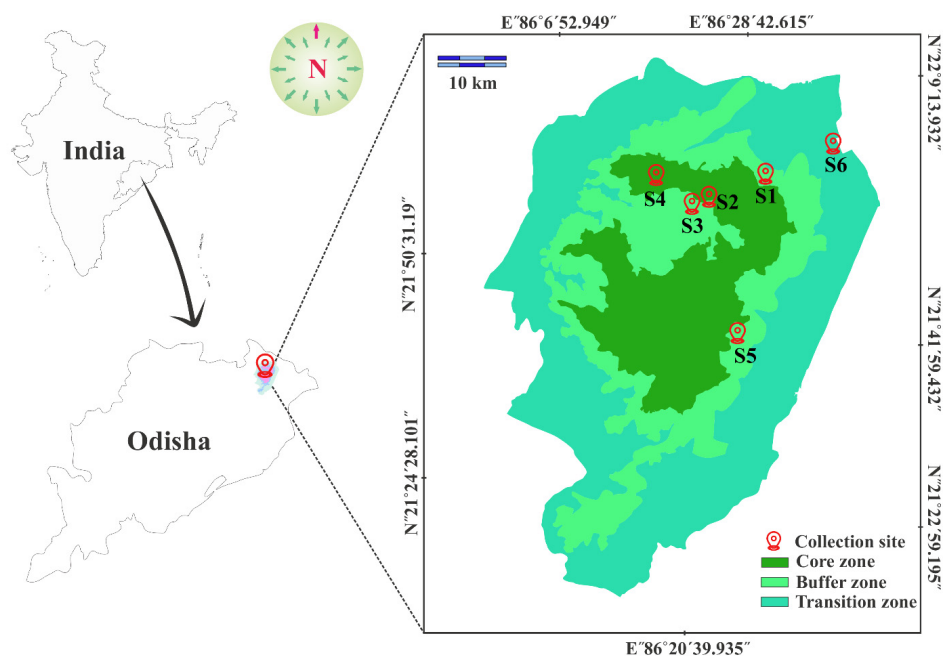 E″86°6′52.949″
E″86°28′42.615″
N
10 km
N″22°9′13.932″
India
S6
S4
S1
S2
S3
N″21°50′31.19″
N″21°41′59.432″
S5
Odisha
N″21°24′28.101″
N″21°22′59.195″
Collection site
Core zone
Buffer zone
Transition zone
E″86°20′39.935″